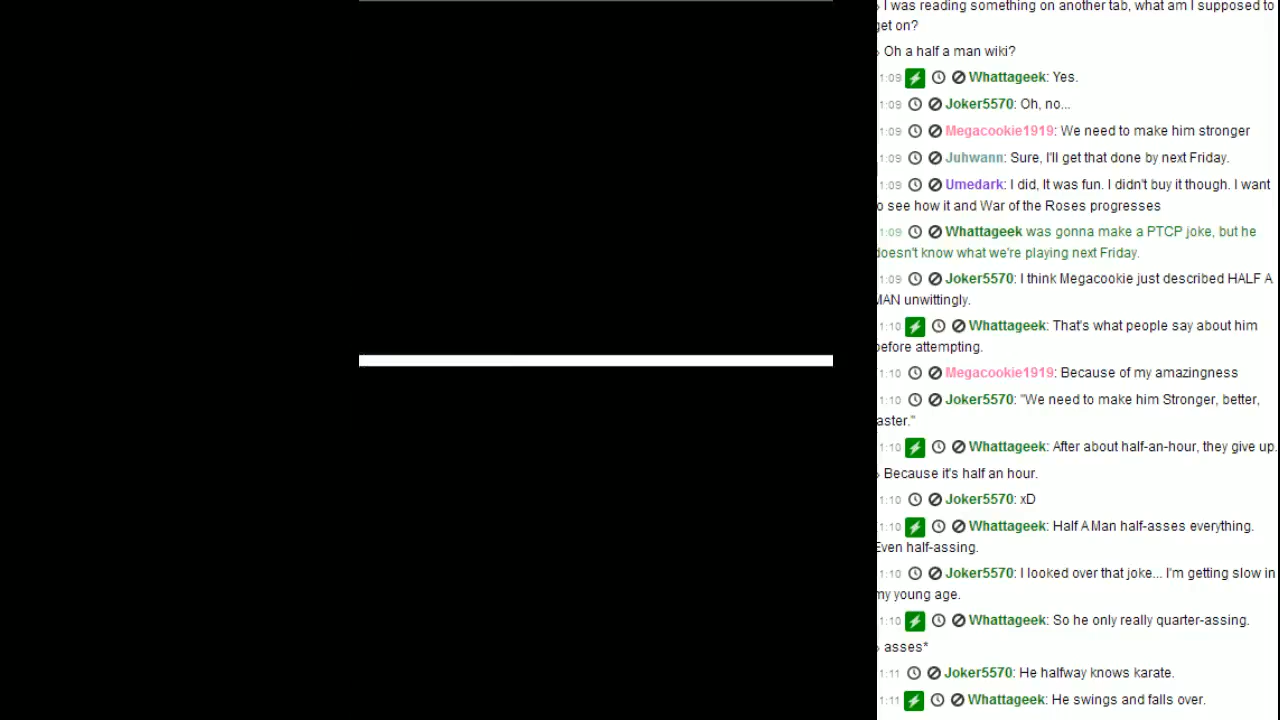 I was reading something on another tab, what am I supposed to
get on?
Oh a half a man wiki?
1:09 Whattageek: Yes.
1:09 Joker5570: Oh, no...
1:09 Megacookie1919: We need to make him stronger
1:09 Juhwann: Sure, I'll get that done by next Friday.
1:09 Umedark: I did, It was fun. I didn't buy it though. I want
o see how it and War of the Roses progresses
1:09 Whattageek was gonna make a PTCP joke, but he
doesn't know what we're playing next Friday.
1:09 Joker5570: I think Megacookie just described HALF A
MAN unwittingly.
1:10 Whattageek: That's what people say about him
before attempting.
1:10 Megacookie1919: Because of my amazingness
1:10 Joker5570: "We need to make him Stronger, better,
aster."
1:10 Whattageek: After about half-an-hour, they give up.
Because it's half an hour.
1:10 Joker5570: xD
1:10 Whattageek: Half A Man half-asses everything.
Even half-assing.
1:10 Joker5570: I looked over that joke... I'm getting slow in
my young age.
1:10 Whattageek: So he only really quarter-assing.
asses*
1:11 Joker5570: He halfway knows karate.
1:11 Whattageek: He swings and falls over.